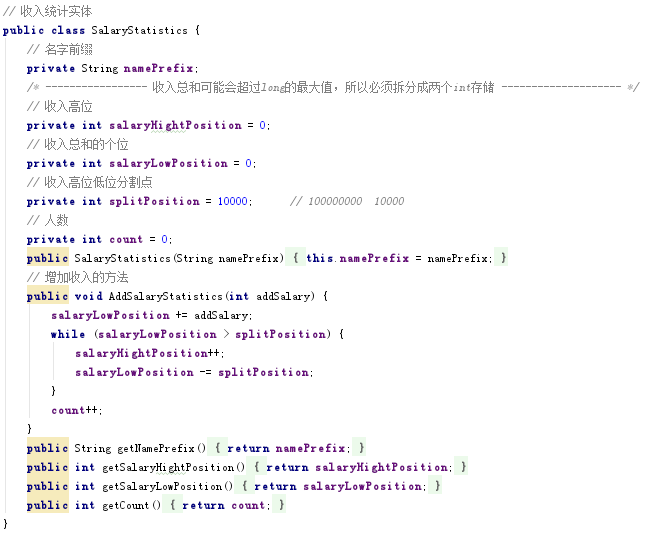 // 收入统计实体
public class SalaryStatistics {
// 名字前缀
private String namePrefix;
/* ----------------- 收入总和可能会超过long的最大值，所以必须拆分成两个int存储 -------------------- */
// 收入高位
private int salaryHightPosition = 0;
// 收入总和的个位
private int salaryLowPosition = 0;
// 收入高位低位分割点
private int splitPosition = 10000; // 100000000 10000
// 人数
private int count = 0;
public SalaryStatistics(String namePrefix) { this.namePrefix = namePrefix; }
// 增加收入的方法
public void AddSalaryStatistics(int addSalary) {
salaryLowPosition += addSalary;
while (salaryLowPosition > splitPosition) {
salaryHightPosition++;
salaryLowPosition -= splitPosition;
}
count++;
}
public String getNamePrefix() { return namePrefix; }
public int getSalaryHightPosition() { return salaryHightPosition; }
public int getSalaryLowPosition() { return salaryLowPosition; }
public int getCount() { return count; }
}